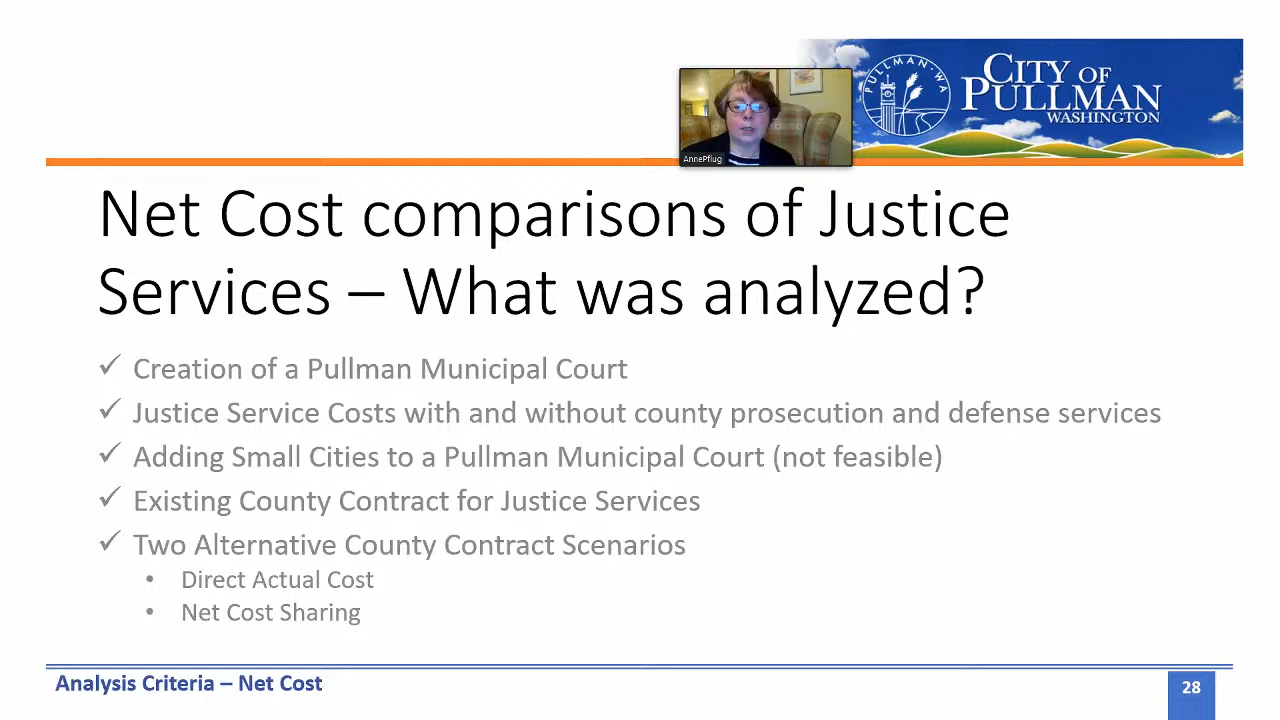 PULLMAN·WA
CITY OF
PULLMAN
WASHINGTON
AnnePflug
Net Cost comparisons of Justice
Services – What was analyzed?
✓ Creation of a Pullman Municipal Court
✓ Justice Service Costs with and without county prosecution and defense services
✓ Adding Small Cities to a Pullman Municipal Court (not feasible)
✓ Existing County Contract for Justice Services
✓ Two Alternative County Contract Scenarios
• Direct Actual Cost
• Net Cost Sharing
Analysis Criteria – Net Cost
28